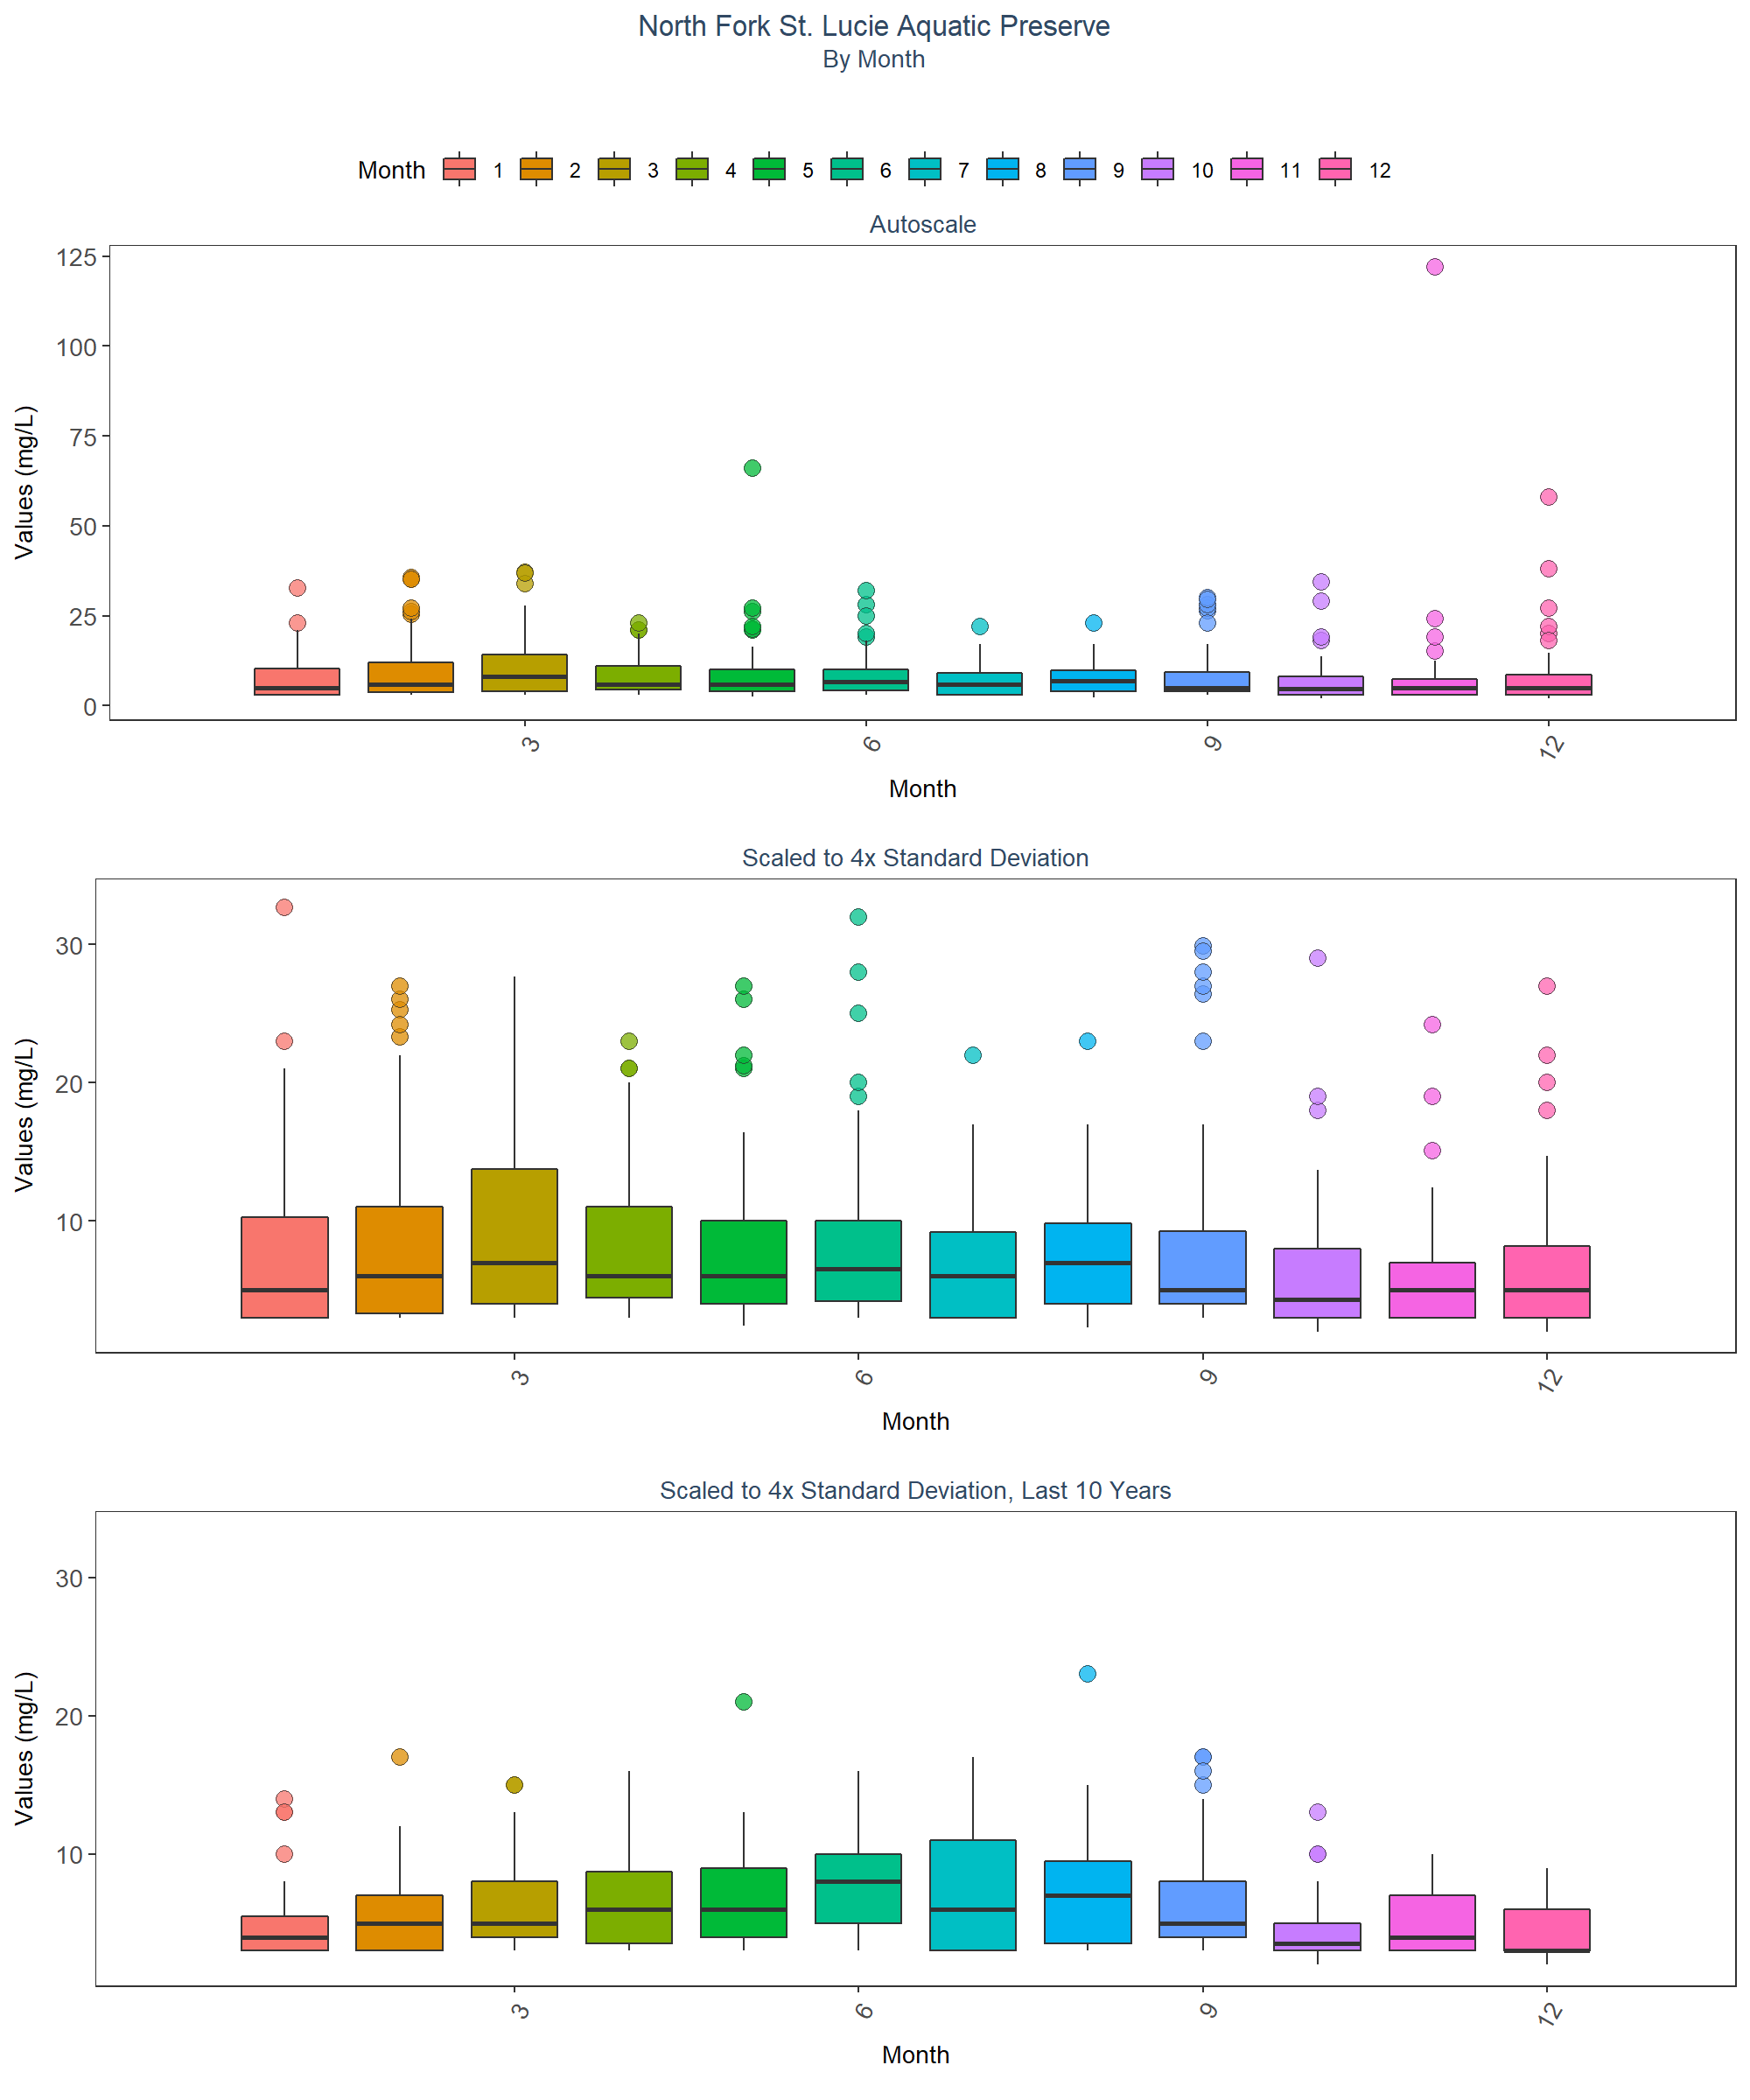 North Fork St. Lucie Aquatic Preserve
By Month
Month 1 2 3 4 5 6 7 8 9 10 11 12
Autoscale
125
100
75
50
25
0
Values (mg/L)
3 6 9 12
Month
Scaled to 4x Standard Deviation
30
20
10
Values (mg/L)
3 6 9 12
Month
Scaled to 4x Standard Deviation, Last 10 Years
30
20
10
Values (mg/L)
3 6 9 12
Month